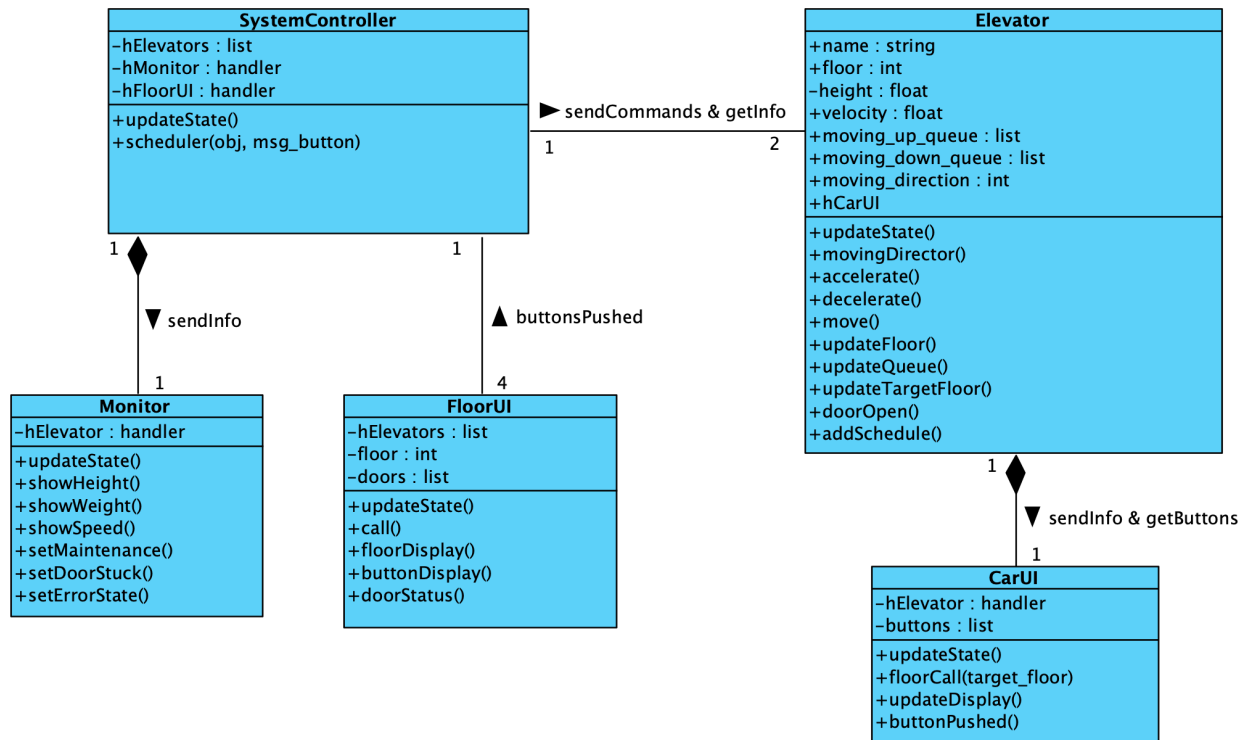 SystemController
-hElevators : list
-hMonitor : handler
-hFloorUI : handler
+updateState()
+scheduler(obj, msg_button)
sendCommands & getInfo
1
2
Elevator
+name : string
+floor : int
-height : float
+velocity : float
+moving_up_queue : list
+moving_down_queue : list
+moving_direction : int
+hCarUI
+updateState()
+movingDirector()
+accelerate()
+decelerate()
+move()
+updateFloor()
+updateQueue()
+updateTargetFloor()
+doorOpen()
+addSchedule()
1
sendInfo
1
Monitor
-hElevator : handler
+updateState()
+showHeight()
+showWeight()
+showSpeed()
+setMaintenance()
+setDoorStuck()
+setErrorState()
1
buttonsPushed
4
FloorUI
-hElevators : list
-floor : int
-doors : list
+updateState()
+call()
+floorDisplay()
+buttonDisplay()
+doorStatus()
1
sendInfo & getButtons
1
CarUI
-hElevator : handler
-buttons : list
+updateState()
+floorCall(target_floor)
+updateDisplay()
+buttonPushed()